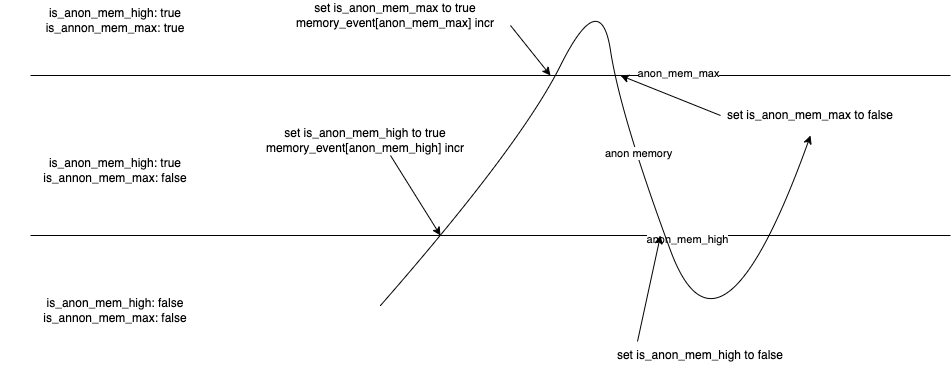 is_anon_mem_high: true
is_annon_mem_max: true
set is_anon_mem_max to true
memory_event[anon_mem_max] incr
anon_mem_max
set is_anon_mem_max to false
set is_anon_mem_high to true
memory_event[anon_mem_high] incr
anon memory
is_anon_mem_high: true
is_annon_mem_max: false
anon_mem_high
is_anon_mem_high: false
is_annon_mem_max: false
set is_anon_mem_high to false